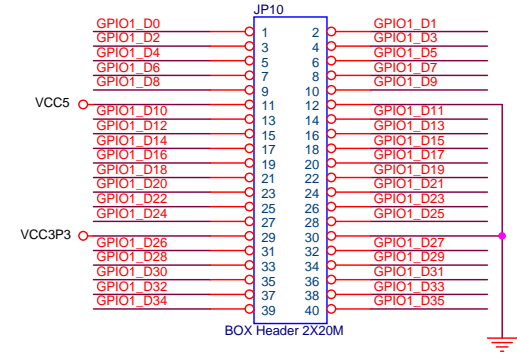 JP10
GPIO1_D0 1 2 GPIO1_D1
GPIO1_D2 3 4 GPIO1_D3
GPIO1_D4 5 6 GPIO1_D5
GPIO1_D6 7 8 GPIO1_D7
GPIO1_D8 9 10 GPIO1_D9
VCC5 11 12
GPIO1_D10 13 14 GPIO1_D11
GPIO1_D12 15 16 GPIO1_D13
GPIO1_D14 17 18 GPIO1_D15
GPIO1_D16 19 20 GPIO1_D17
GPIO1_D18 21 22 GPIO1_D19
GPIO1_D20 23 24 GPIO1_D21
GPIO1_D22 25 26 GPIO1_D23
GPIO1_D24 27 28 GPIO1_D25
VCC3P3 29 30
GPIO1_D26 31 32 GPIO1_D27
GPIO1_D28 33 34 GPIO1_D29
GPIO1_D30 35 36 GPIO1_D31
GPIO1_D32 37 38 GPIO1_D33
GPIO1_D34 39 40 GPIO1_D35
BOX Header 2X20M